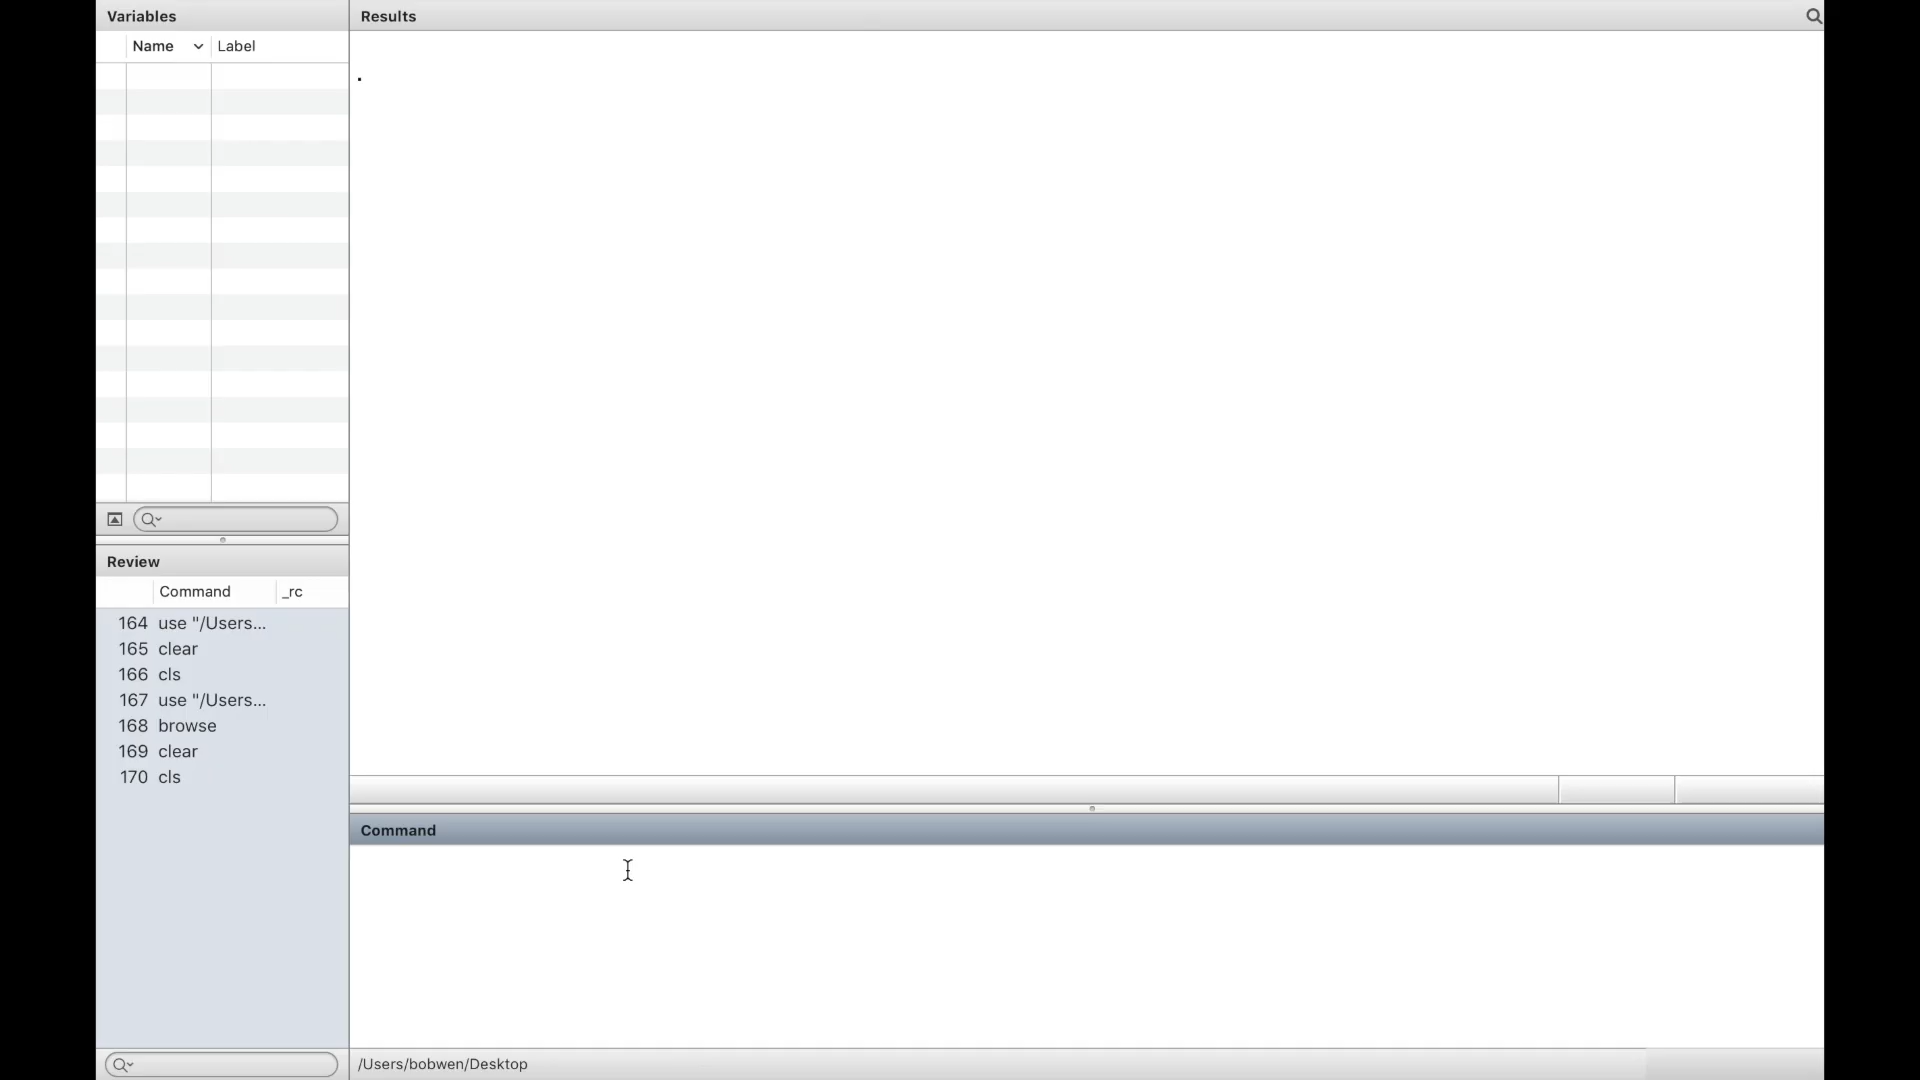 Variables
Name
Label
Results
.
Review
Command
_rc
164 use "/Users...
165 clear
166 cls
167 use "/Users...
168 browse
169 clear
170 cls
Command
/Users/bobwen/Desktop